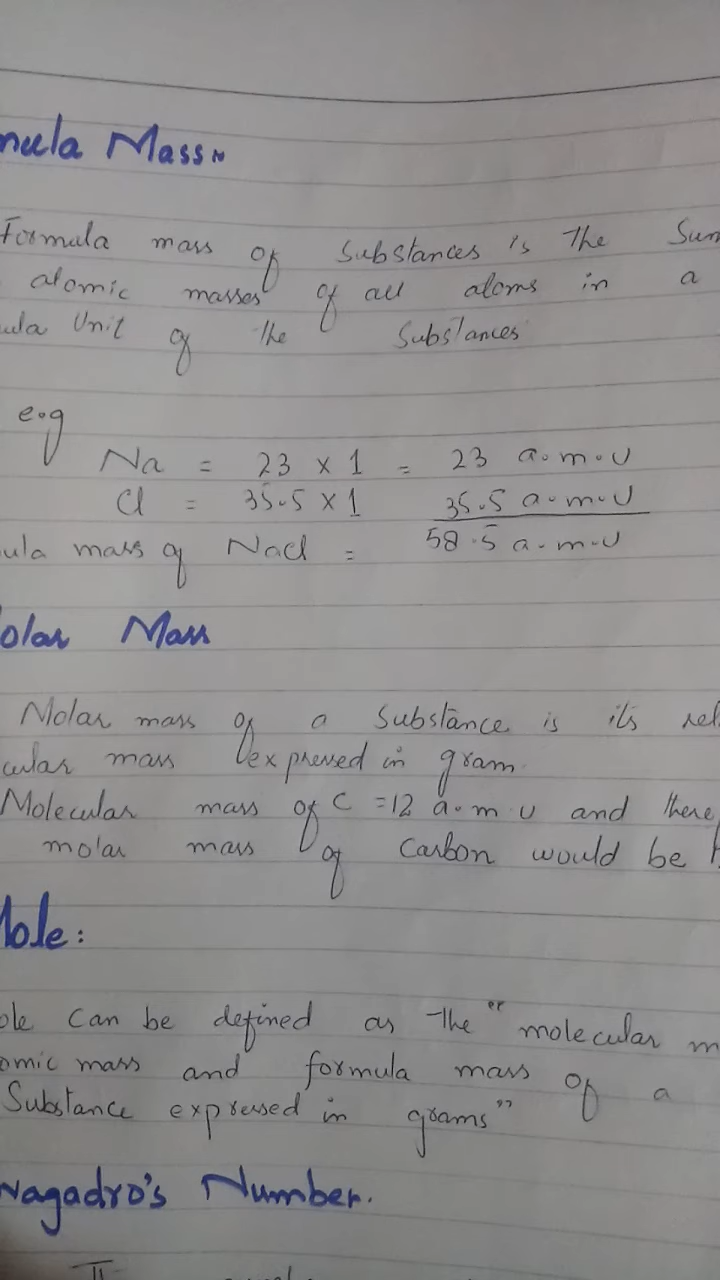 mula Mass
Formula mass of Substances is the Sum
atomic masses of all atoms in a
ula Unit of the Substances
e.g
Na = 23 x 1 = 23 a.m.u
Cl = 35.5 x 1 35.5 a.m.u
ula mass of Nacl = 58.5 a.m.u
olar Mass
Molar mass of a Substance is its rel
cular mass expressed in gram.
Molecular mass of C = 12 a.m.u and there
molar mass of Carbon would be
Mole:
ole Can be defined as the "molecular m
omic mass and formula mass of a
Substance expressed in grams"
vagadro's Number.